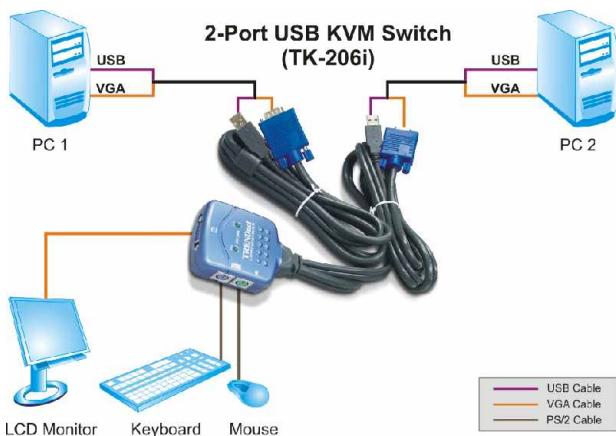 2-Port USB KVM Switch
(TK-206i)
USB
VGA
PC 1
USB
VGA
PC 2
TRENDnet
LCD Monitor
Keyboard
Mouse
USB Cable
VGA Cable
PS/2 Cable